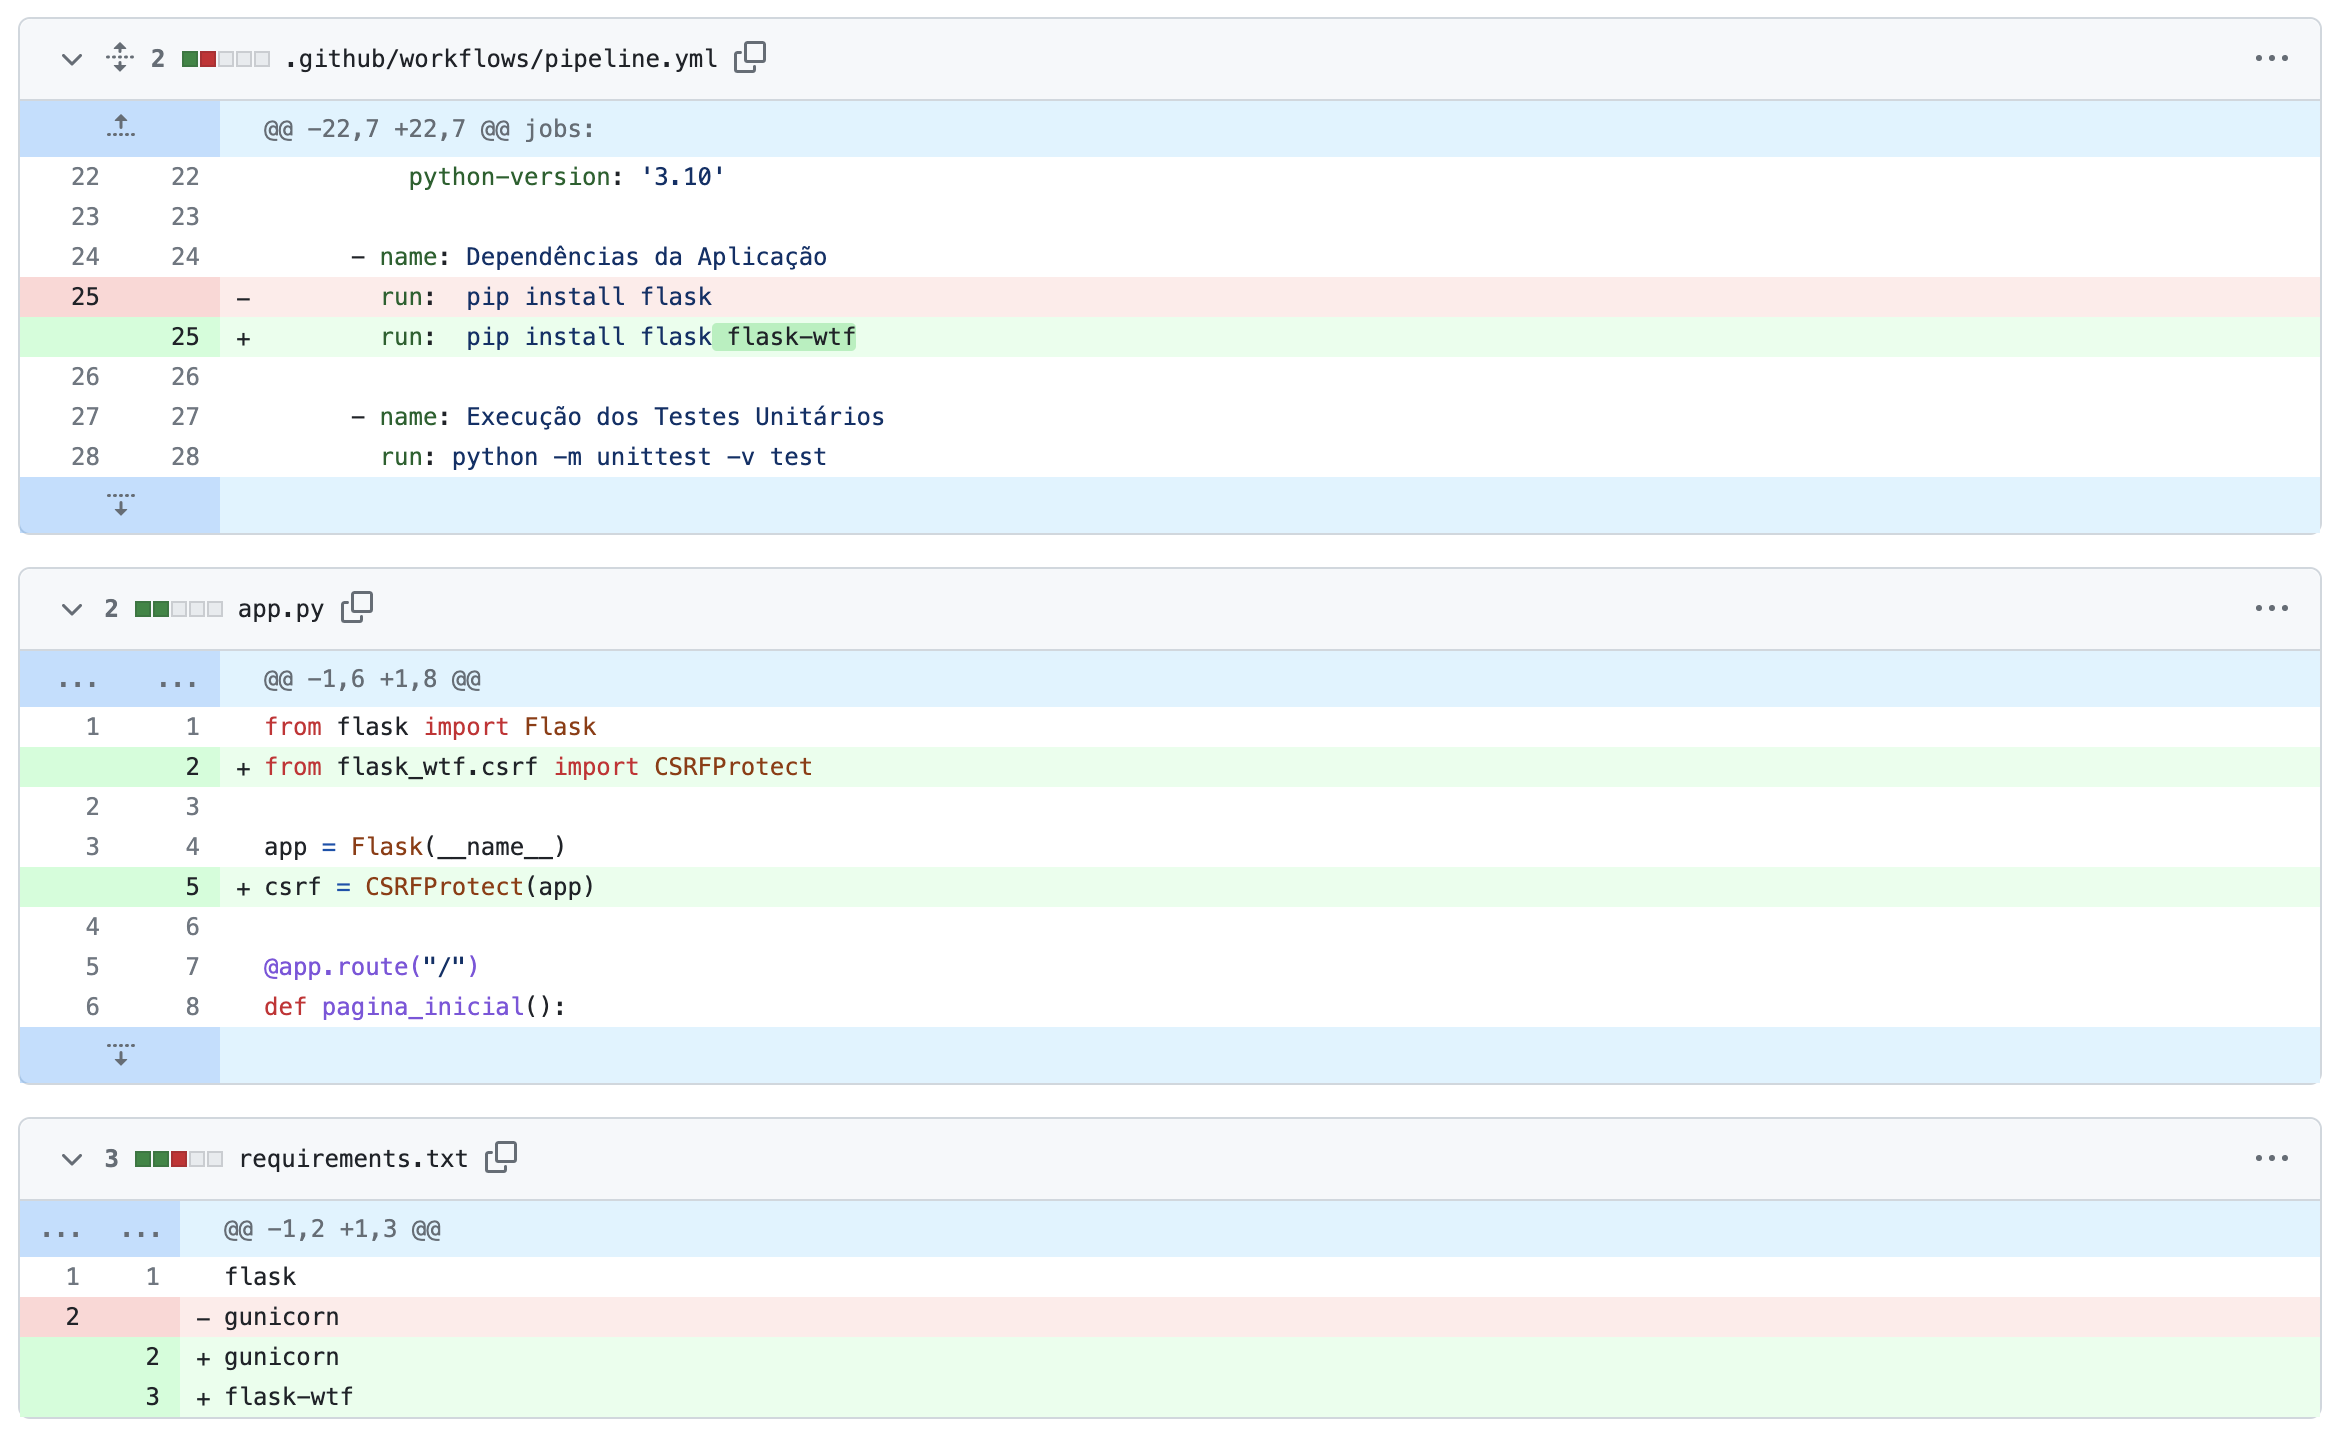 2 .github/workflows/pipeline.yml
@@ -22,7 +22,7 @@ jobs:
22 22 python-version: '3.10'
23 23
24 24 - name: Dependências da Aplicação
25 - run:  pip install flask
25 + run:  pip install flask flask-wtf
26 26
27 27 - name: Execução dos Testes Unitários
28 28 run: python -m unittest -v test
2 app.py
... ... @@ -1,6 +1,8 @@
1 1 from flask import Flask
2 + from flask_wtf.csrf import CSRFProtect
2 3
3 4 app = Flask(__name__)
5 + csrf = CSRFProtect(app)
4 6
5 7 @app.route("/")
6 8 def pagina_inicial():
3 requirements.txt
... ... @@ -1,2 +1,3 @@
1 1 flask
2 - gunicorn
2 + gunicorn
3 + flask-wtf